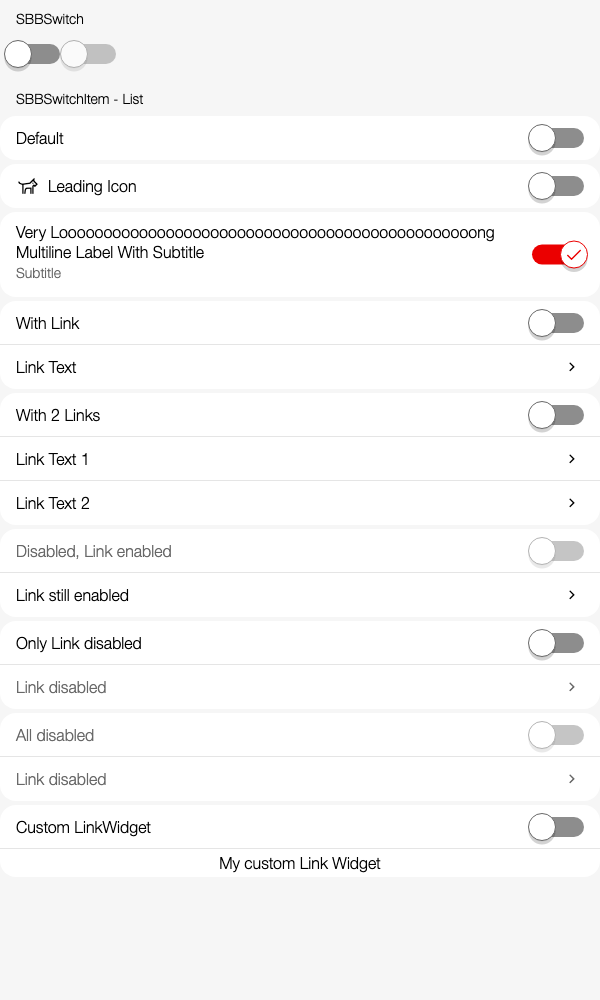 SBBSwitch
SBBSwitchItem - List
Default
Leading Icon
Very Looooooooooooooooooooooooooooooooooooooooooooooong
Multiline Label With Subtitle
Subtitle
With Link
Link Text
With 2 Links
Link Text 1
Link Text 2
Disabled, Link enabled
Link still enabled
Only Link disabled
Link disabled
All disabled
Link disabled
Custom LinkWidget
My custom Link Widget